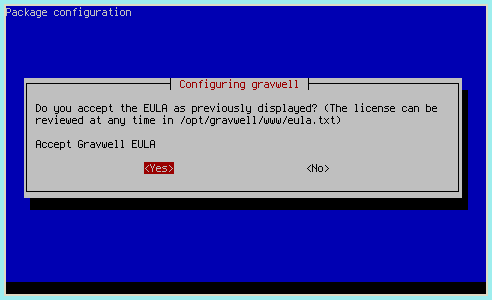 Package configuration
Configuring gravwell
Do you accept the EULA as previously displayed? (The license can be
reviewed at any time in /opt/gravwell/www/eula.txt)
Accept Gravwell EULA
<Yes> <No>